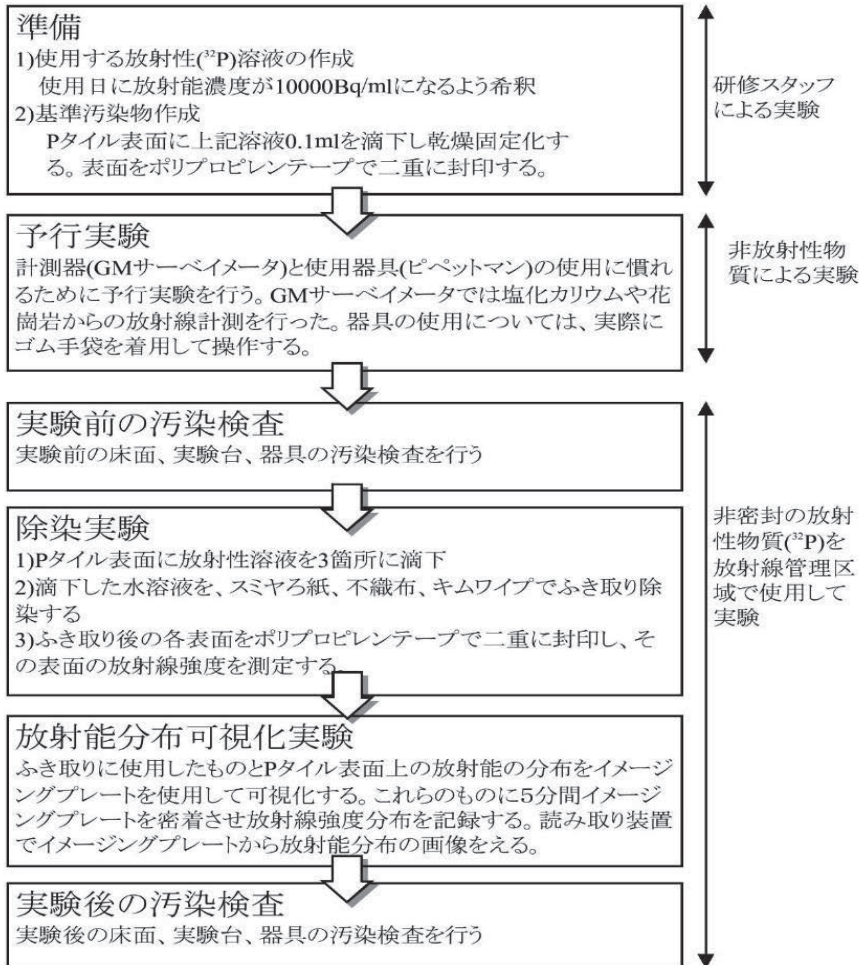 準備
1)使用する放射性(³²P)溶液の作成
使用日に放射能濃度が10000Bq/mlになるよう希釈
2)基準汚染物作成
Pタイル表面に上記溶液0.1mlを滴下し乾燥固定化す
る。表面をポリプロピレンテープで二重に封印する。
研修スタッフ
による実験
予行実験
計測器(GMサーベイメータ)と使用器具(ピペットマン)の使用に慣れ
るために予行実験を行う。GMサーベイメータでは塩化カリウムや花
崗岩からの放射線計測を行った。器具の使用については、実際に
ゴム手袋を着用して操作する。
非放射性物
質による実験
実験前の汚染検査
実験前の床面、実験台、器具の汚染検査を行う
除染実験
1)Pタイル表面に放射性溶液を3箇所に滴下
2)滴下した水溶液を、スミヤろ紙、不織布、キムワイプでふき取り除
染する
3)ふき取り後の各表面をポリプロピレンテープで二重に封印し、そ
の表面の放射線強度を測定する。
放射能分布可視化実験
ふき取りに使用したものとPタイル表面上の放射能の分布をイメージ
ングプレートを使用して可視化する。これらのものに5分間イメージ
ングプレートを密着させ放射線強度分布を記録する。読み取り装置
でイメージングプレートから放射能分布の画像をえる。
実験後の汚染検査
実験後の床面、実験台、器具の汚染検査を行う
非密封の放射
性物質(³²P)を
放射線管理区
域で使用して
実験